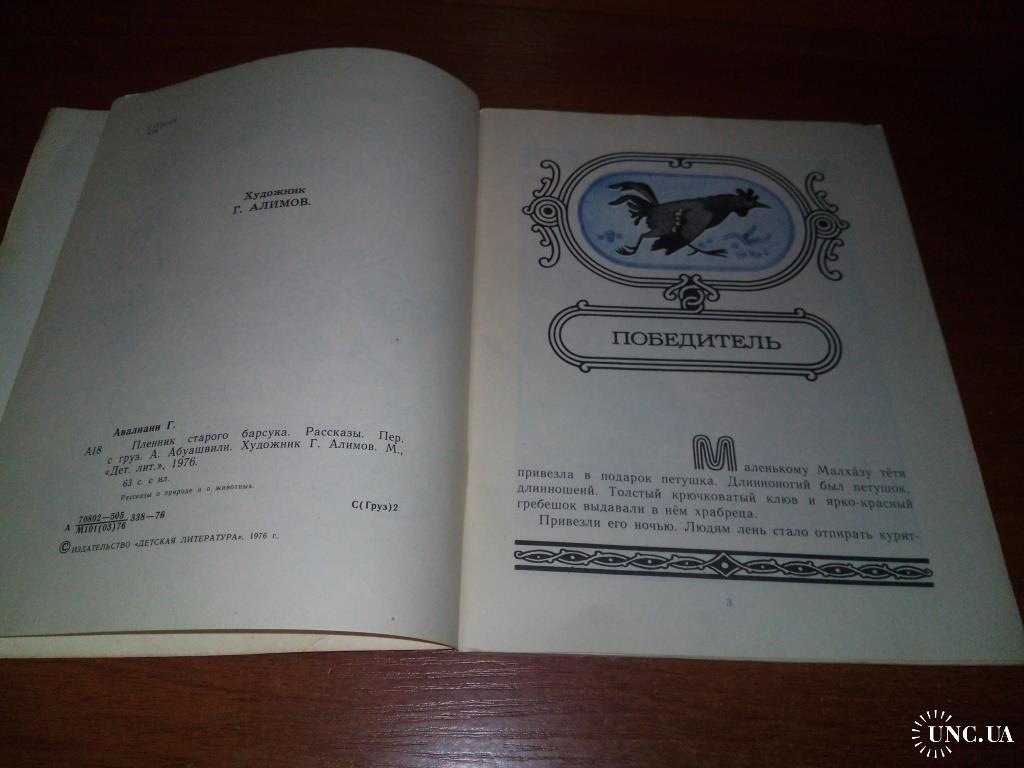 Художник
Г. АЛИМОВ.
Авалиани Г.
А18 Пленник старого барсука. Рассказы. Пер.
с груз. А. Абуашвили. Художник Г. Алимов. М.,
«Дет. лит.», 1976.
63 с. с ил.
Рассказы о природе и о животных.
А 70802—505
М101(03)76 338—76
С(Груз)2
© ИЗДАТЕЛЬСТВО «ДЕТСКАЯ ЛИТЕРАТУРА», 1976 г.
ПОБЕДИТЕЛЬ
Маленькому Малха́зу тётя
привезла в подарок петушка. Длинноногий был петушок,
длинношеий. Толстый крючковатый клюв и ярко-красный
гребешок выдавали в нём храбреца.
Привезли его ночью. Людям лень стало отпирать курят-
3
UNC.UA